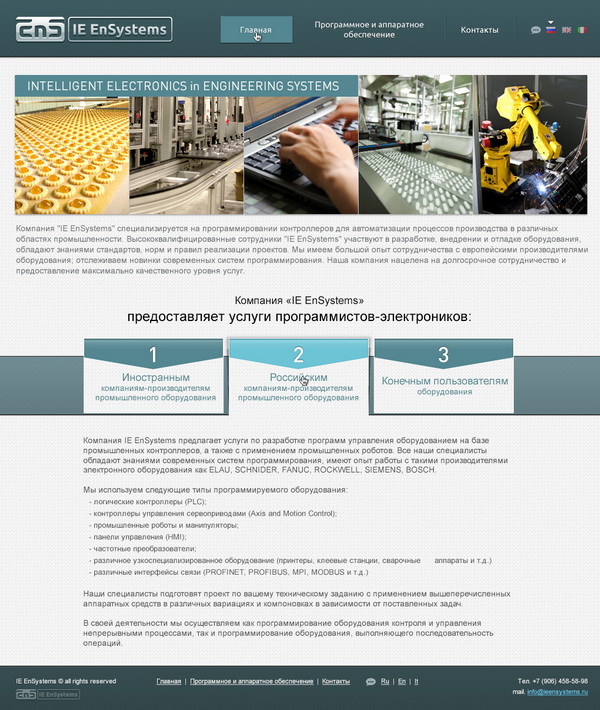 ens IE EnSystems
Главная
Программное и аппаратное
обеспечение
Контакты
INTELLIGENT ELECTRONICS in ENGINEERING SYSTEMS
Компания "IE EnSystems" специализируется на программировании контроллеров для автоматизации процессов производства в различных
областях промышленности. Высококвалифицированные сотрудники "IE EnSystems" участвуют в разработке, внедрении и отладке оборудования,
обладают знаниями стандартов, норм и правил реализации проектов. Мы имеем большой опыт сотрудничества с европейскими производителями
оборудования; отслеживаем новинки современных систем программирования. Наша компания нацелена на долгосрочное сотрудничество и
предоставление максимально качественного уровня услуг.
Компания «IE EnSystems»
предоставляет услуги программистов-электроников:
1
Иностранным
компаниям-производителям
промышленного оборудования
2
Российским
компаниям-производителям
промышленного оборудования
3
Конечным пользователям
оборудования
Компания IE EnSystems предлагает услуги по разработке программ управления оборудованием на базе
промышленных контроллеров, а также с применением промышленных роботов. Все наши специалисты
обладают знаниями современных систем программирования, имеют опыт работы с такими производителями
электронного оборудования как ELAU, SCHNIDER, FANUC, ROCKWELL, SIEMENS, BOSCH.
Мы используем следующие типы программируемого оборудования:
- логические контроллеры (PLC);
- контроллеры управления сервоприводами (Axis and Motion Control);
- промышленные роботы и манипуляторы;
- панели управления (HMI);
- частотные преобразователи;
- различное узкоспециализированное оборудование (принтеры, клеевые станции, сварочные аппараты и т.д.)
- различные интерфейсы связи (PROFINET, PROFIBUS, MPI, MODBUS и т.д.)
Наши специалисты подготовят проект по вашему техническому заданию с применением вышеперечисленных
аппаратных средств в различных вариациях и компоновках в зависимости от поставленных задач.
В своей деятельности мы осуществляем как программирование оборудования контроля и управления
непрерывными процессами, так и программирование оборудования, выполняющего последовательность
операций.
IE EnSystems © all rights reserved
ens IE EnSystems
Главная | Программное и аппаратное обеспечение | Контакты
Ru | En | It
Тел. +7 (906) 458-58-98
mail. info@ieensystems.ru